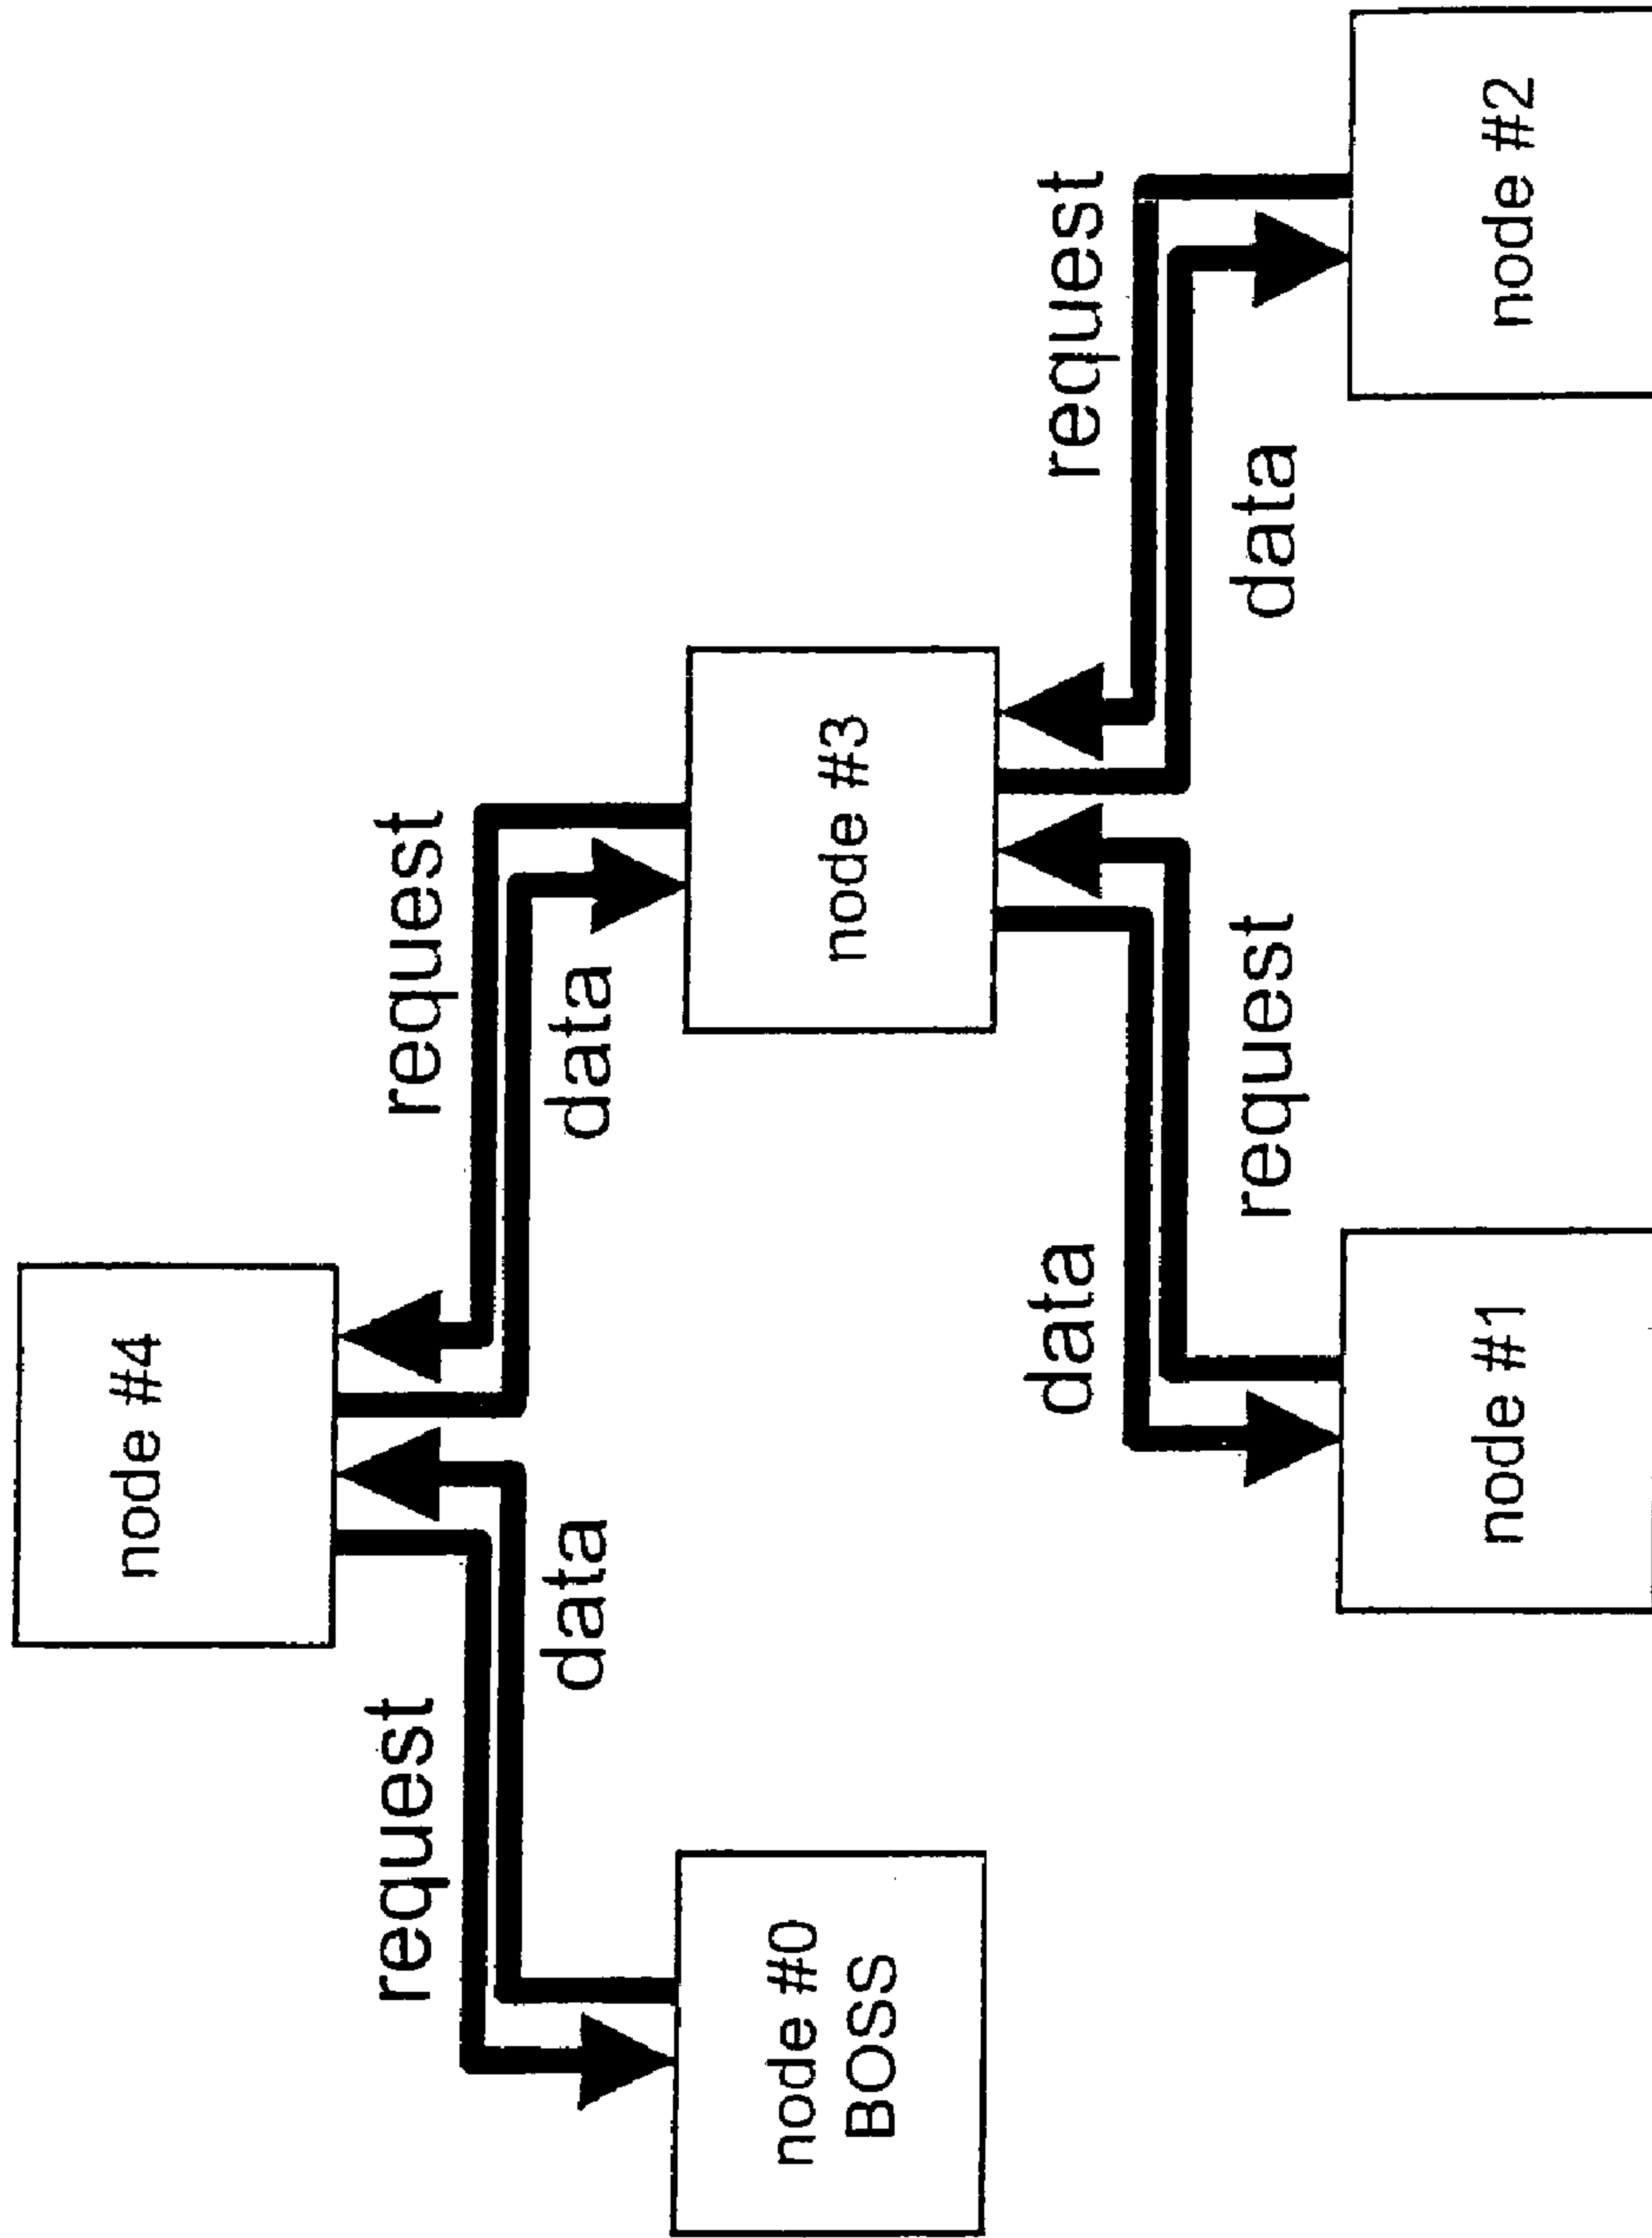 node #4
request
request
data
data
node #0
BOSS
node #3
data
request
request
data
node #1
node #2